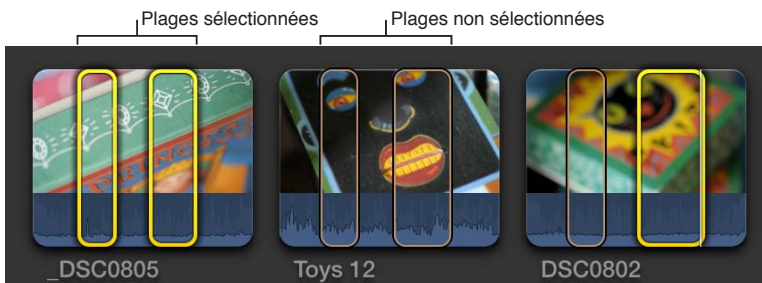 Plages sélectionnées
Plages non sélectionnées
_DSC0805
Toys 12
DSC0802